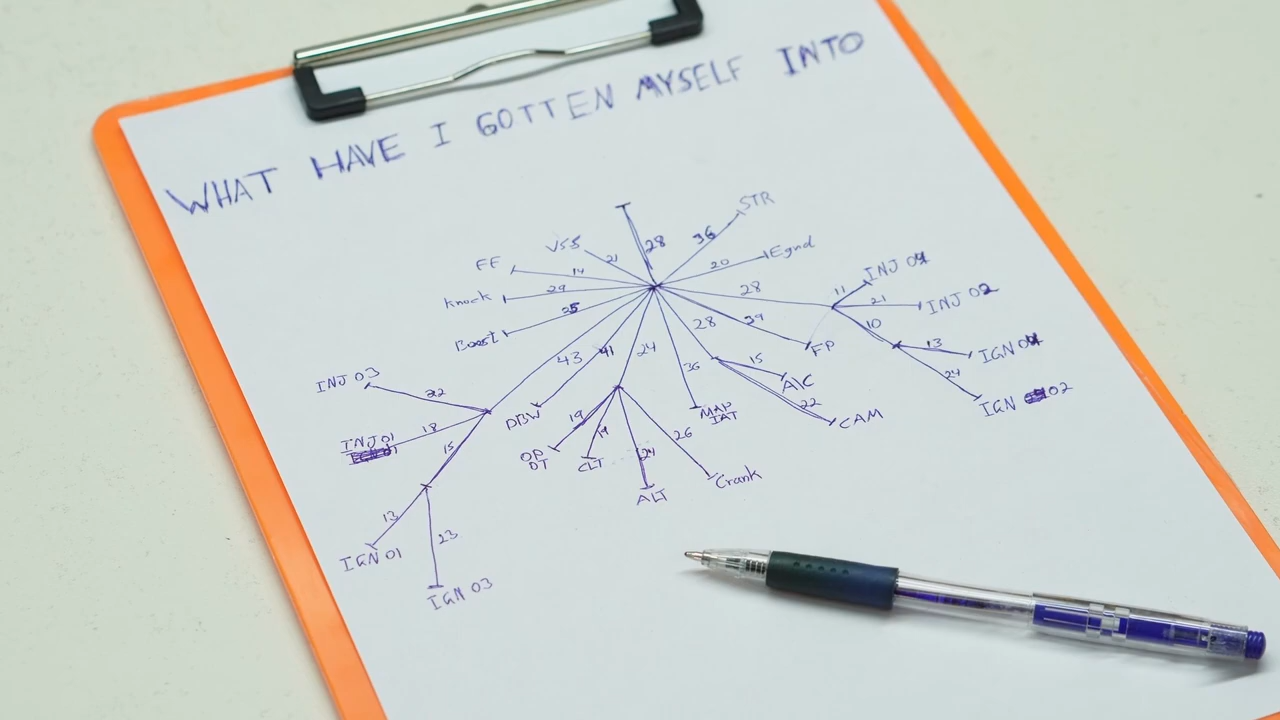 WHAT HAVE I GOTTEN MYSELF INTO
STR
28
36
VSS
21
Egnd
20
FF
14
Knock
29
28
INJ 04
11
INJ 02
21
Boost
25
28
39
FP
10
13
IGN 04
24
IGN 02
43
41
24
36
15
A/C
22
CAM
INJ 03
22
DBW
MAP
IAT
INJ 01
18
15
19
OP
OT
19
CLT
24
ALT
26
Crank
13
IGN 01
23
IGN 03